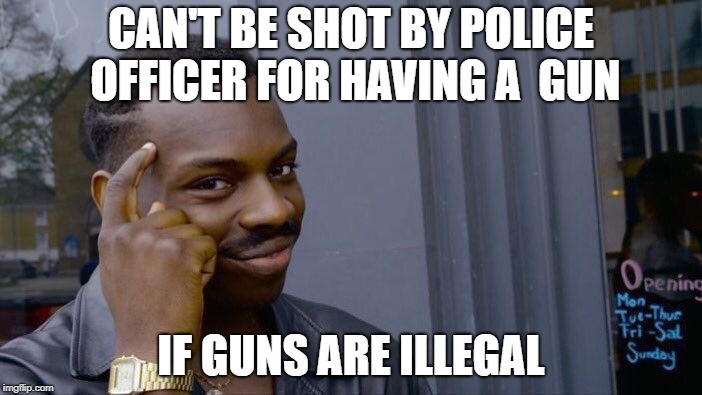 CAN'T BE SHOT BY POLICE
OFFICER FOR HAVING A GUN
Opening
Mon
Tue-Thur
Fri-Sat
Sunday
IF GUNS ARE ILLEGAL
imgflip.com